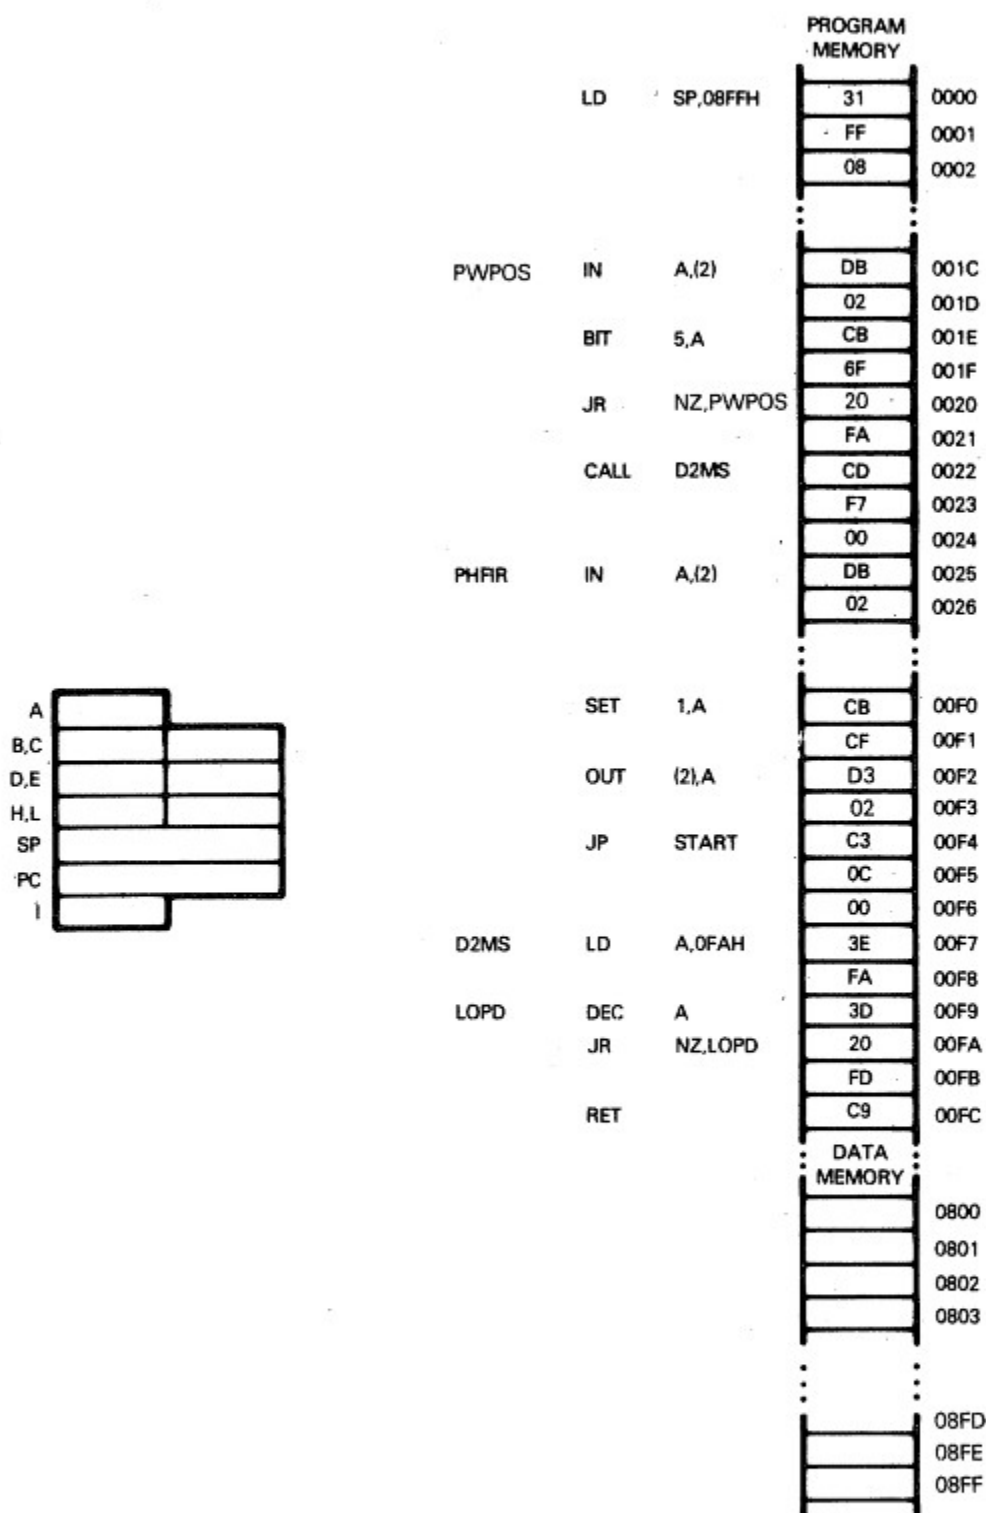 PROGRAM
MEMORY
LD SP,08FFH 31 0000
FF 0001
08 0002
PWPOS IN A,(2) DB 001C
02 001D
BIT 5,A CB 001E
6F 001F
JR NZ,PWPOS 20 0020
FA 0021
CALL D2MS CD 0022
F7 0023
00 0024
PHFIR IN A,(2) DB 0025
02 0026
A
B,C
D,E
H,L
SP
PC
I
SET 1,A CB 00F0
CF 00F1
OUT (2),A D3 00F2
02 00F3
JP START C3 00F4
0C 00F5
00 00F6
D2MS LD A,0FAH 3E 00F7
FA 00F8
LOPD DEC A 3D 00F9
JR NZ,LOPD 20 00FA
FD 00FB
RET C9 00FC
DATA
MEMORY
0800
0801
0802
0803
08FD
08FE
08FF